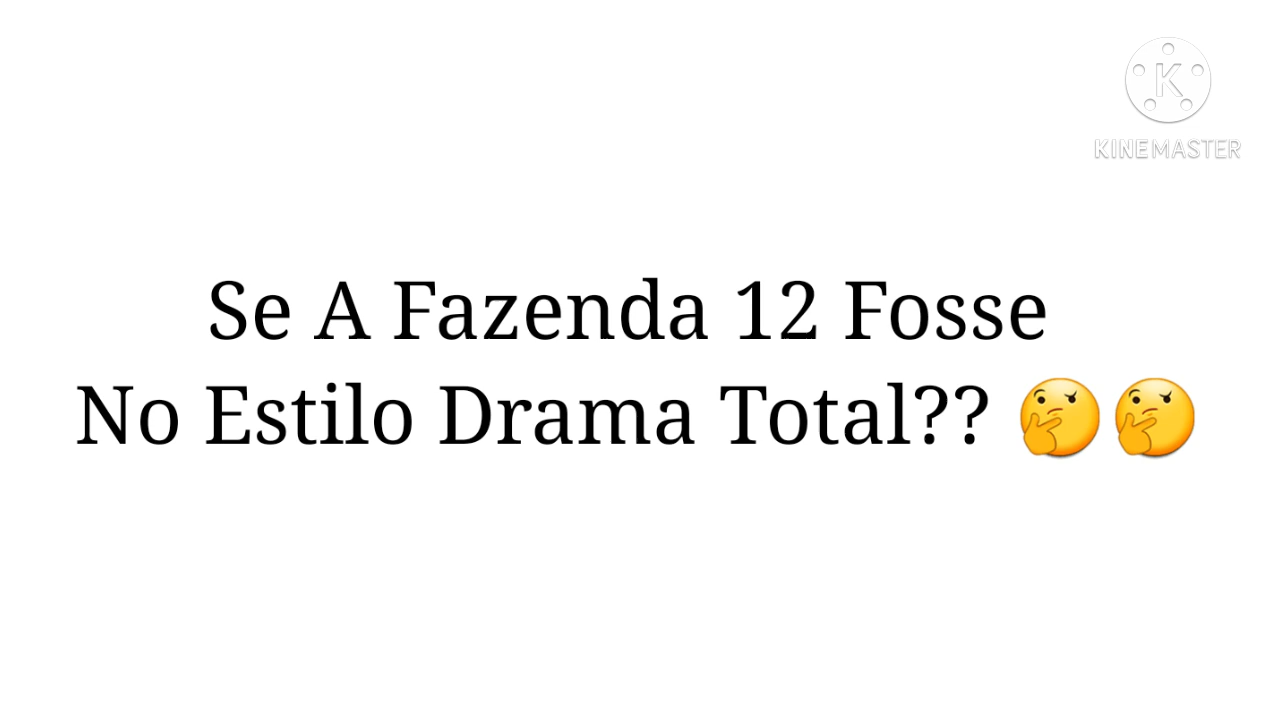 K
KINEMASTER
Se A Fazenda 12 Fosse
No Estilo Drama Total?? 🤔🤔